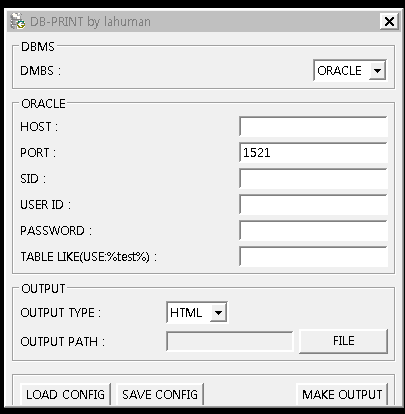 DB-PRINT by lahuman
DBMS
DMBS : ORACLE
ORACLE
HOST :
PORT : 1521
SID :
USER ID :
PASSWORD :
TABLE LIKE(USE:%test%) :
OUTPUT
OUTPUT TYPE : HTML
OUTPUT PATH : FILE
LOAD CONFIG SAVE CONFIG MAKE OUTPUT